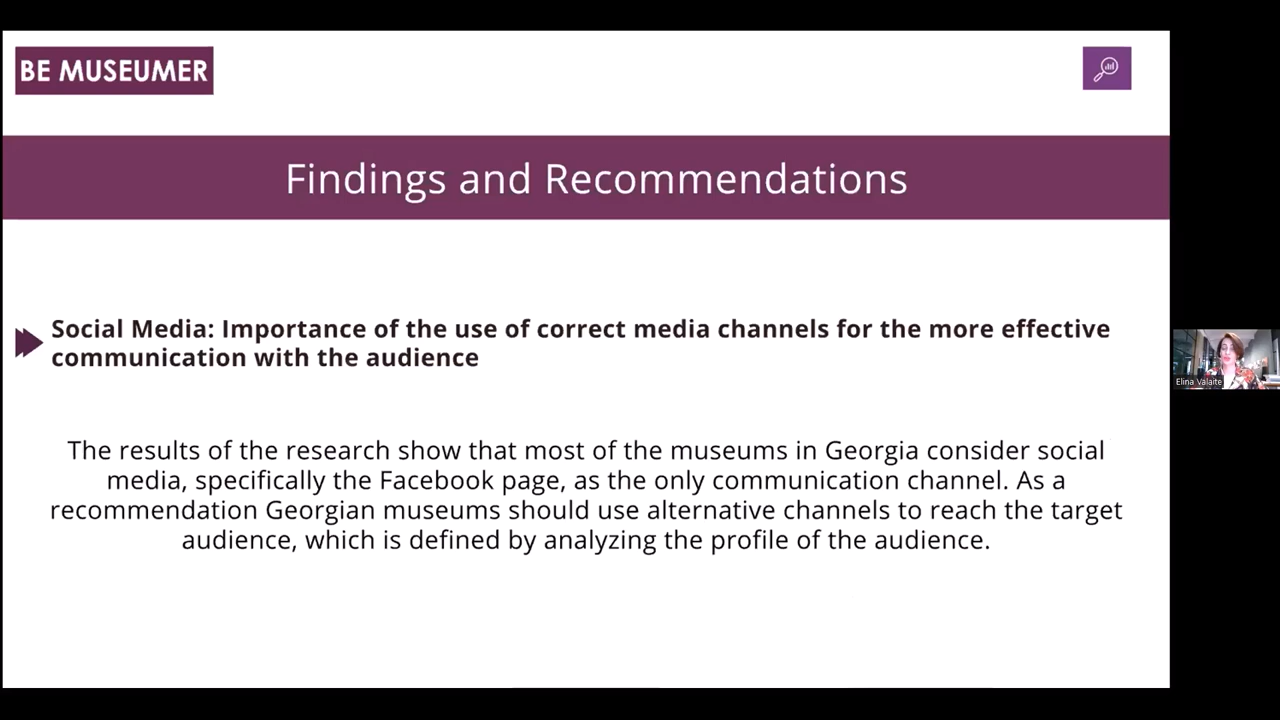 BE MUSEUMER
Findings and Recommendations
Social Media: Importance of the use of correct media channels for the more effective
communication with the audience
The results of the research show that most of the museums in Georgia consider social
media, specifically the Facebook page, as the only communication channel. As a
recommendation Georgian museums should use alternative channels to reach the target
audience, which is defined by analyzing the profile of the audience.
Elina Valaite